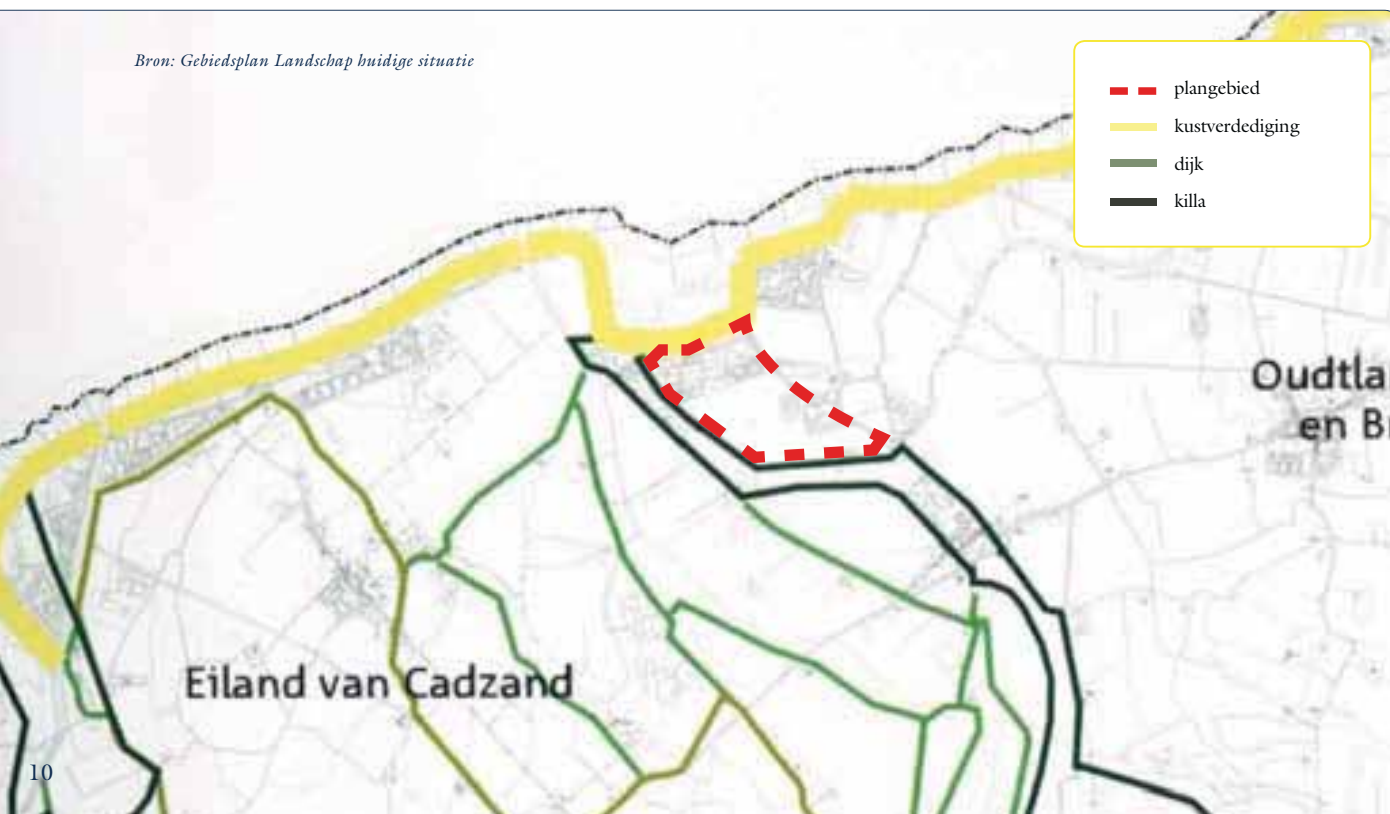 Bron: Gebiedsplan Landschap huidige situatie
plangebied
kustverdediging
dijk
killa
Oudtla
en B
Eiland van Cadzand
10